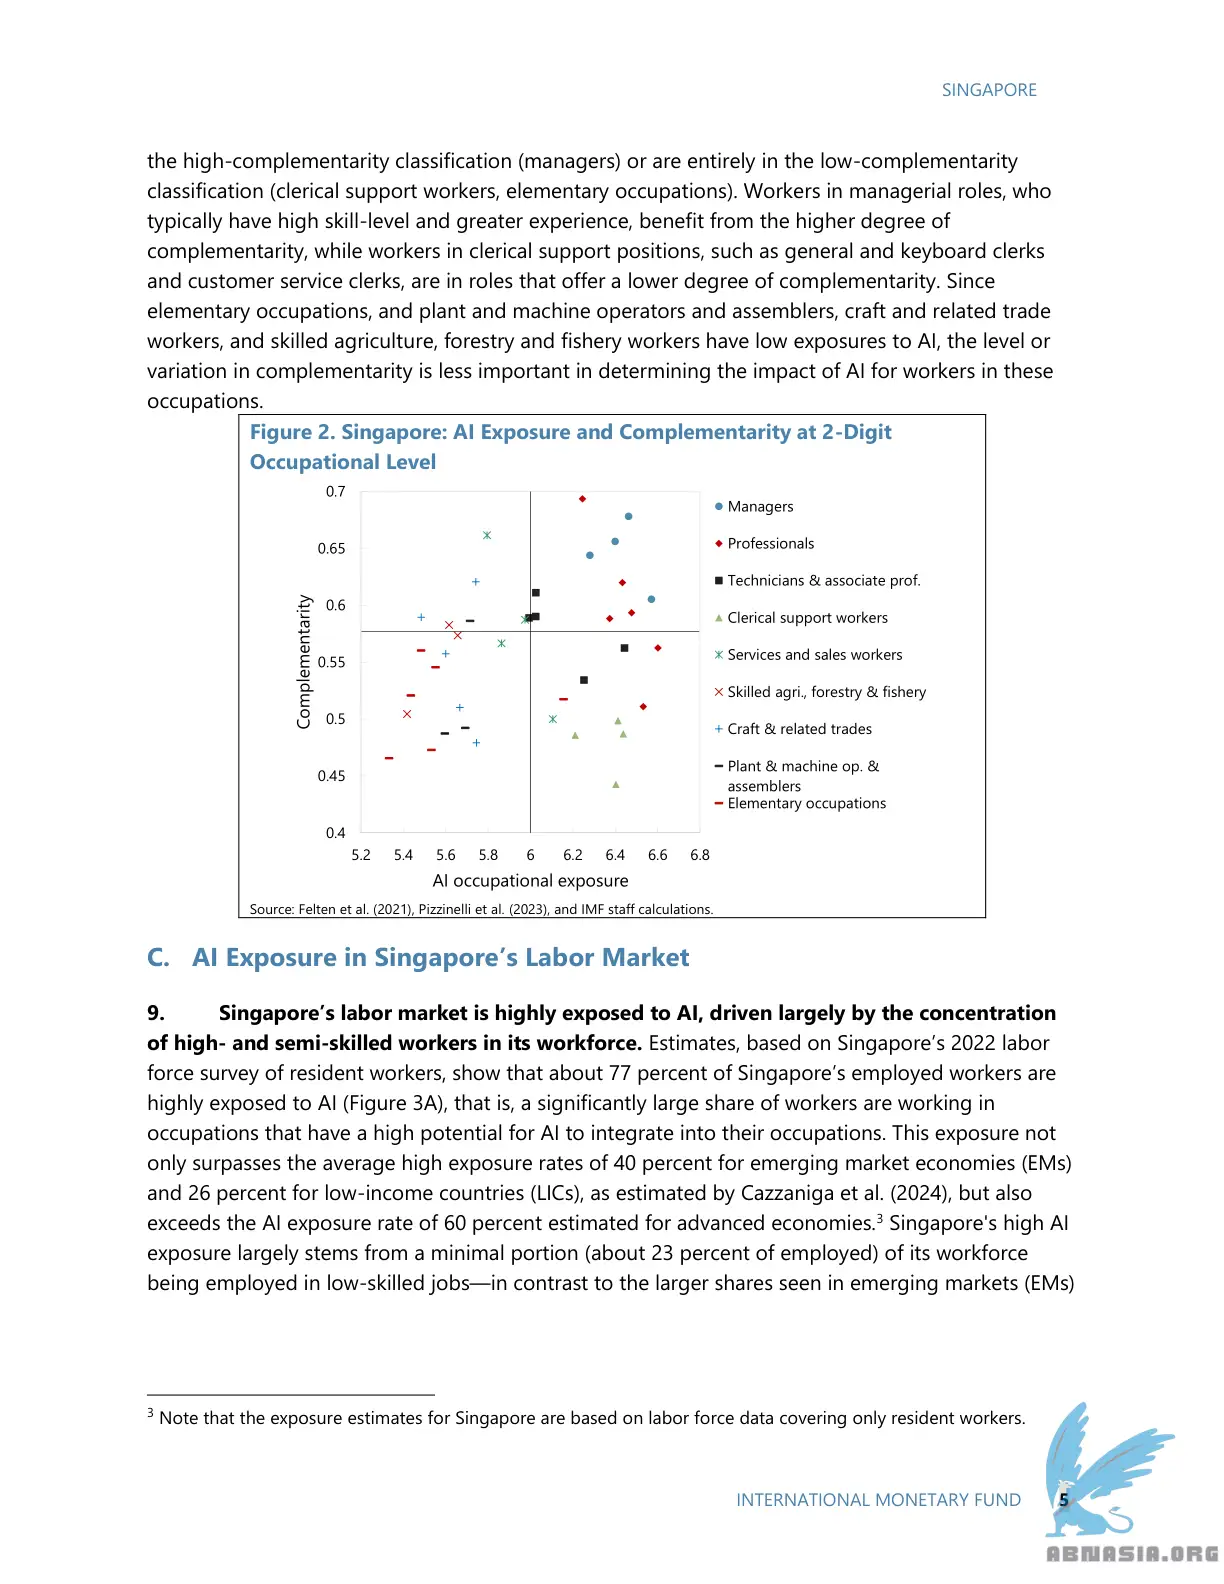 SINGAPORE
the high-complementarity classification (managers) or are entirely in the low-complementarity
classification (clerical support workers, elementary occupations). Workers in managerial roles, who
typically have high skill-level and greater experience, benefit from the higher degree of
complementarity, while workers in clerical support positions, such as general and keyboard clerks
and customer service clerks, are in roles that offer a lower degree of complementarity. Since
elementary occupations, and plant and machine operators and assemblers, craft and related trade
workers, and skilled agriculture, forestry and fishery workers have low exposures to AI, the level or
variation in complementarity is less important in determining the impact of AI for workers in these
occupations.
Figure 2. Singapore: AI Exposure and Complementarity at 2-Digit
Occupational Level
0.7
0.65
0.6
0.55
0.5
0.45
0.4
Complementarity
5.2 5.4 5.6 5.8 6 6.2 6.4 6.6 6.8
AI occupational exposure
Managers
Professionals
Technicians & associate prof.
Clerical support workers
Services and sales workers
Skilled agri., forestry & fishery
Craft & related trades
Plant & machine op. &
assemblers
Elementary occupations
Source: Felten et al. (2021), Pizzinelli et al. (2023), and IMF staff calculations.
C. AI Exposure in Singapore’s Labor Market
9. Singapore’s labor market is highly exposed to AI, driven largely by the concentration
of high- and semi-skilled workers in its workforce. Estimates, based on Singapore’s 2022 labor
force survey of resident workers, show that about 77 percent of Singapore’s employed workers are
highly exposed to AI (Figure 3A), that is, a significantly large share of workers are working in
occupations that have a high potential for AI to integrate into their occupations. This exposure not
only surpasses the average high exposure rates of 40 percent for emerging market economies (EMs)
and 26 percent for low-income countries (LICs), as estimated by Cazzaniga et al. (2024), but also
exceeds the AI exposure rate of 60 percent estimated for advanced economies.3 Singapore's high AI
exposure largely stems from a minimal portion (about 23 percent of employed) of its workforce
being employed in low-skilled jobs—in contrast to the larger shares seen in emerging markets (EMs)
3 Note that the exposure estimates for Singapore are based on labor force data covering only resident workers.
INTERNATIONAL MONETARY FUND 5
ABNASIA.ORG